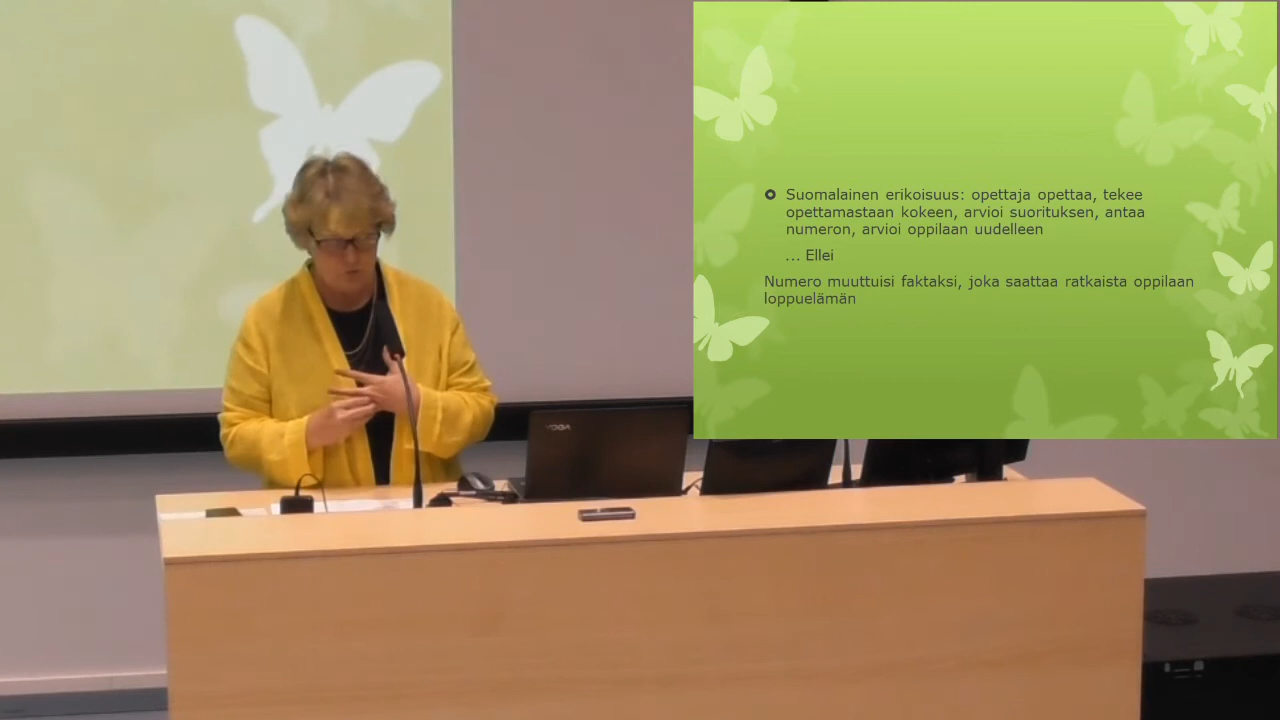 Suomalainen erikoisuus: opettaja opettaa, tekee
opettamastaan kokeen, arvioi suorituksen, antaa
numeron, arvioi oppilaan uudelleen
... Ellei
Numero muuttuisi faktaksi, joka saattaa ratkaista oppilaan
loppuelämän
YOGA